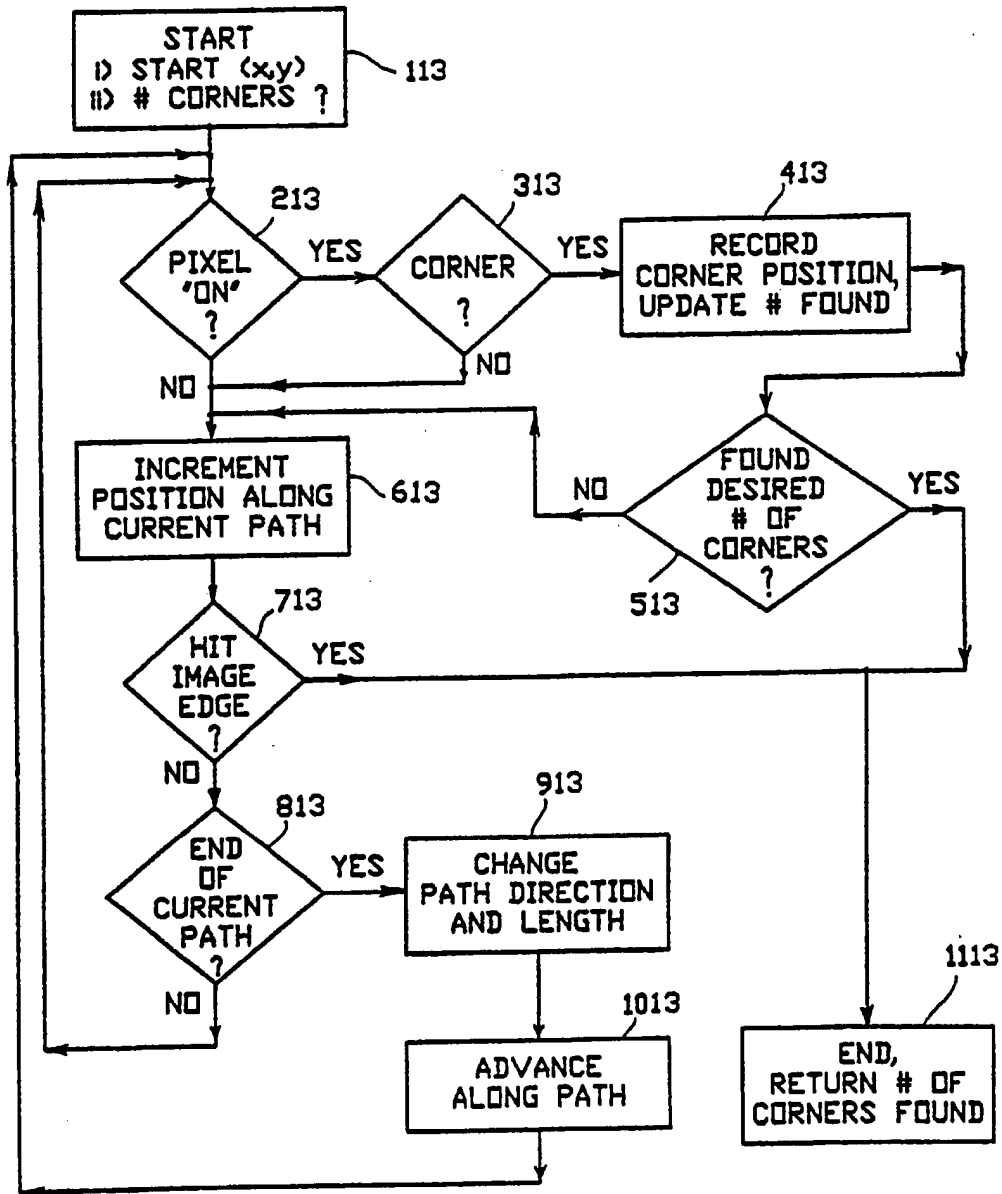 START
i) START (x,y)
ii) # CORNERS ?
113
213
PIXEL
"ON"
?
YES
NO
313
CORNER
?
YES
NO
413
RECORD
CORNER POSITION,
UPDATE # FOUND
FOUND
DESIRED
# OF
CORNERS
?
NO
YES
513
INCREMENT
POSITION ALONG
CURRENT PATH
613
713
HIT
IMAGE
EDGE
?
YES
NO
813
END
OF
CURRENT
PATH
?
YES
NO
913
CHANGE
PATH DIRECTION
AND LENGTH
1013
ADVANCE
ALONG PATH
1113
END,
RETURN # OF
CORNERS FOUND